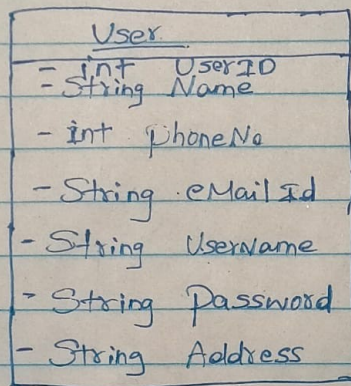 User
- int UserID
- String Name
- int phoneNo
- String eMailId
- String UserName
- String Password
- String Address